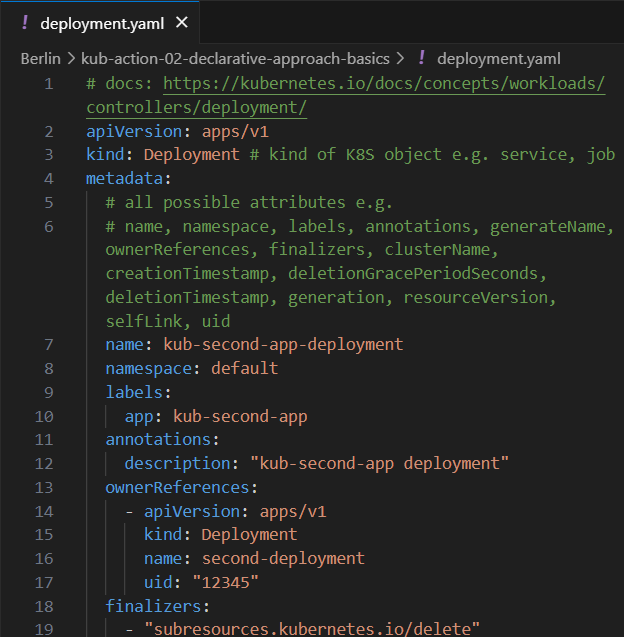 ! deployment.yaml ×
Berlin > kub-action-02-declarative-approach-basics > ! deployment.yaml
1 # docs: https://kubernetes.io/docs/concepts/workloads/
controllers/deployment/
2 apiVersion: apps/v1
3 kind: Deployment # kind of K8S object e.g. service, job
4 metadata:
5 # all possible attributes e.g.
6 # name, namespace, labels, annotations, generateName,
ownerReferences, finalizers, clusterName,
creationTimestamp, deletionGracePeriodSeconds,
deletionTimestamp, generation, resourceVersion,
selfLink, uid
7 name: kub-second-app-deployment
8 namespace: default
9 labels:
10 app: kub-second-app
11 annotations:
12 description: "kub-second-app deployment"
13 ownerReferences:
14 - apiVersion: apps/v1
15 kind: Deployment
16 name: second-deployment
17 uid: "12345"
18 finalizers:
19 - "subresources.kubernetes.io/delete"